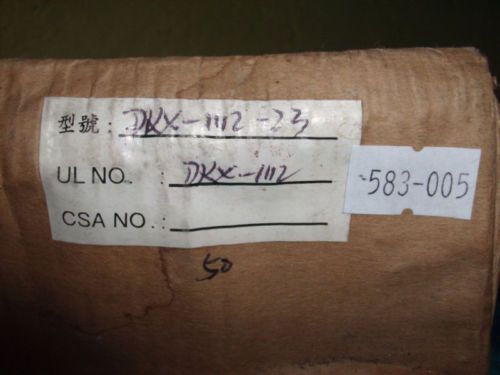 型號: DKX-1112-23
UL NO. : DKX-1112
583-005
CSA NO. :
50